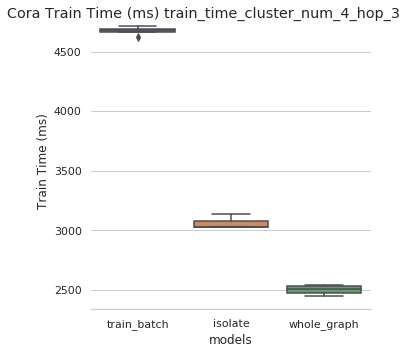 Cora Train Time (ms) train_time_cluster_num_4_hop_3
4500
4000
3500
3000
2500
Train Time (ms)
train_batch isolate whole_graph
models